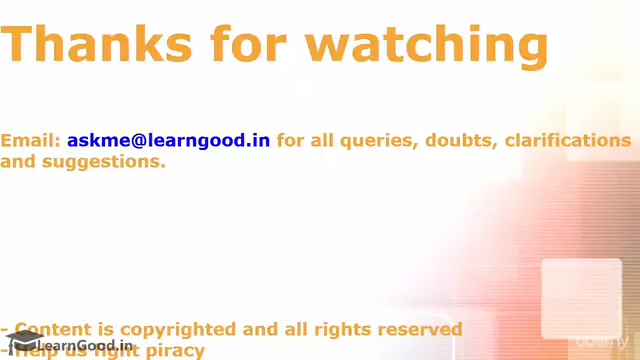 Thanks for watching
Email: askme@learngood.in for all queries, doubts, clarifications
and suggestions.
- Content is copyrighted and all rights reserved
LearnGood.in
- Help us fight piracy
udemy